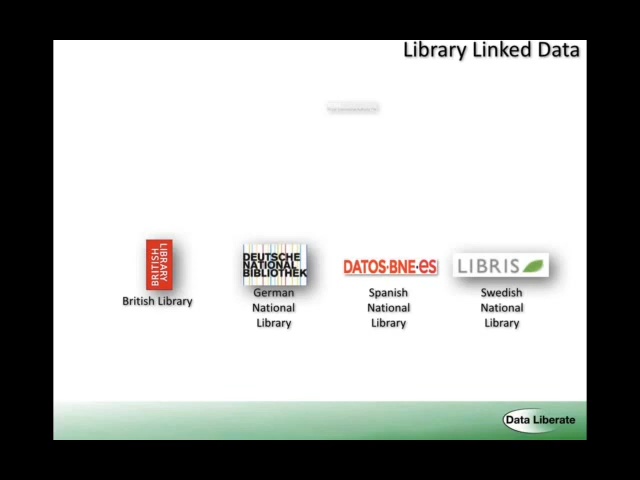 Library Linked Data
LIBRARY
BRITISH
British Library
DEUTSCHE
NATIONAL
BIBLIOTHEK
German
National
Library
DATOS·BNE·ES
Spanish
National
Library
LIBRIS
Swedish
National
Library
Data Liberate